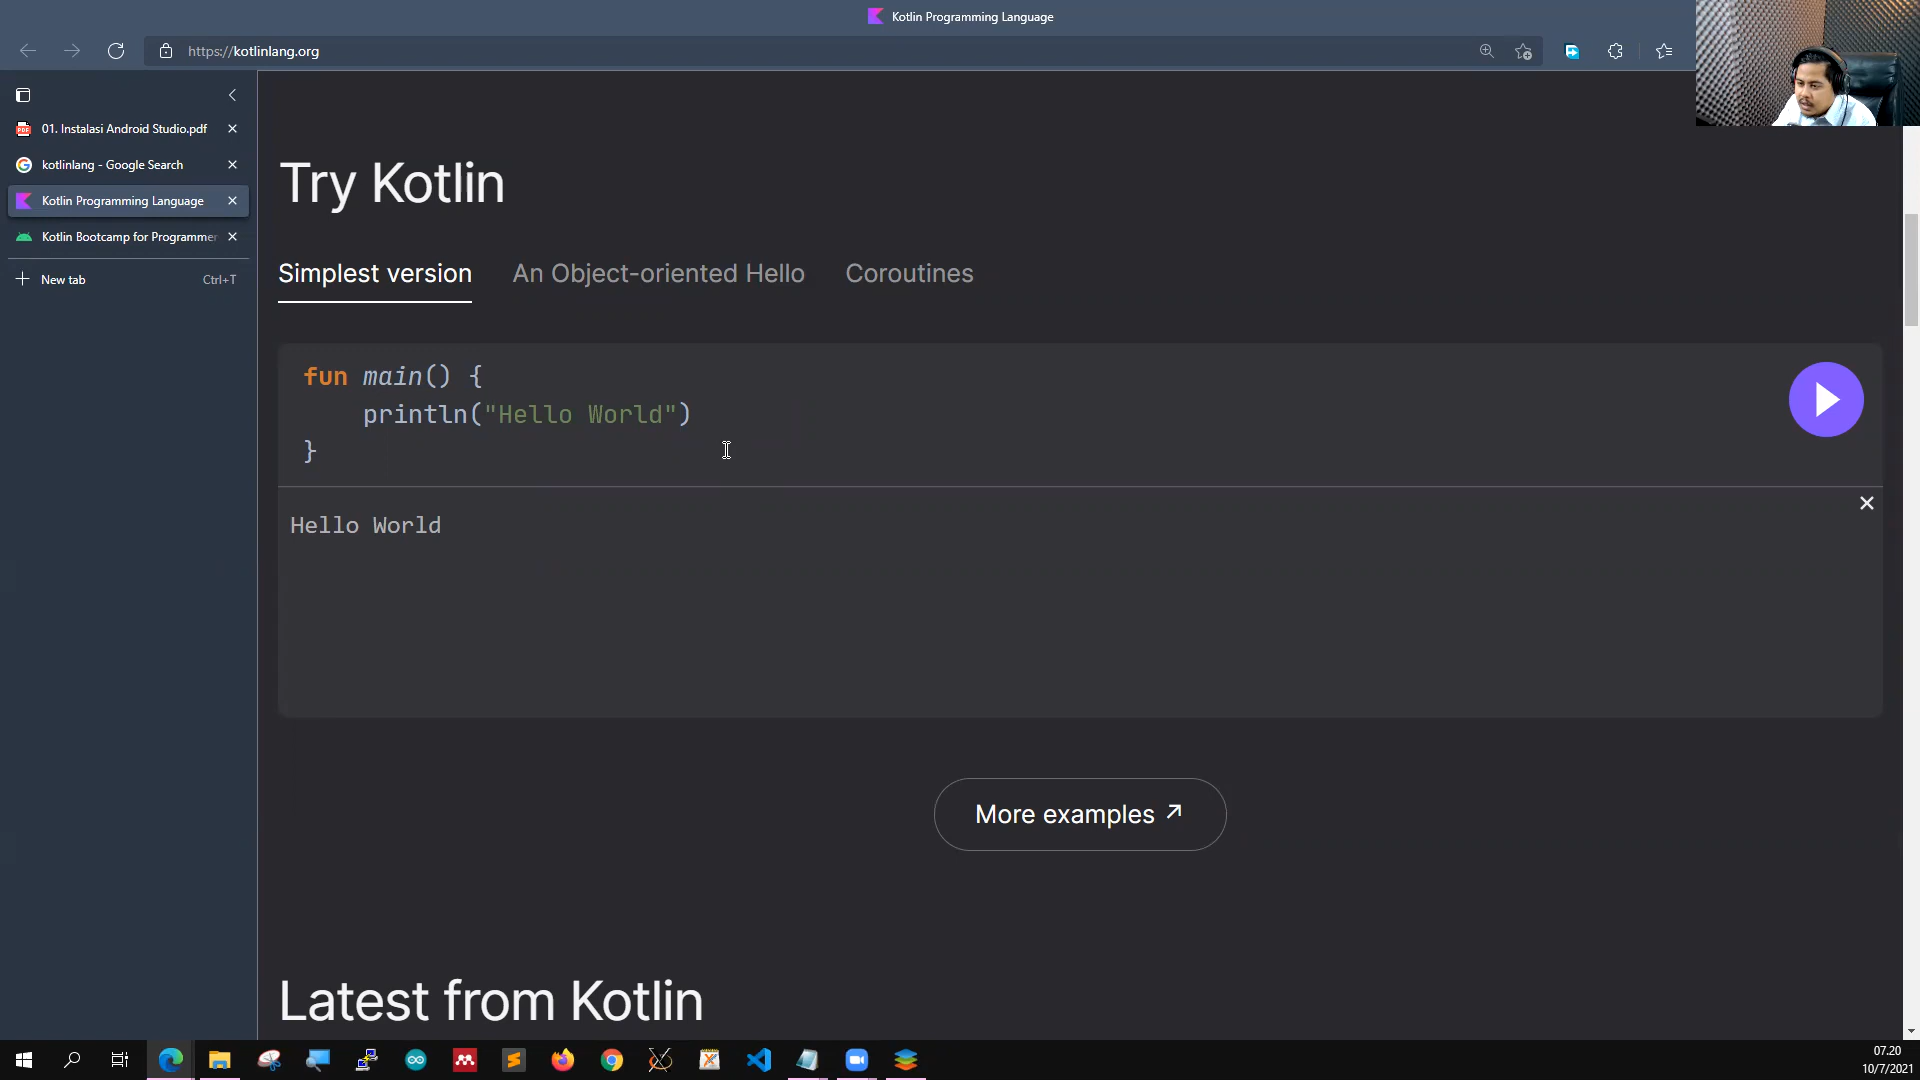 Kotlin Programming Language
https://kotlinlang.org
01. Instalasi Android Studio.pdf
kotlinlang - Google Search
Kotlin Programming Language
Kotlin Bootcamp for Programmer
New tab Ctrl+T
Try Kotlin
Simplest version An Object-oriented Hello Coroutines
fun main() {
    println("Hello World")
}
Hello World
More examples ↗
Latest from Kotlin
07.20
10/7/2021